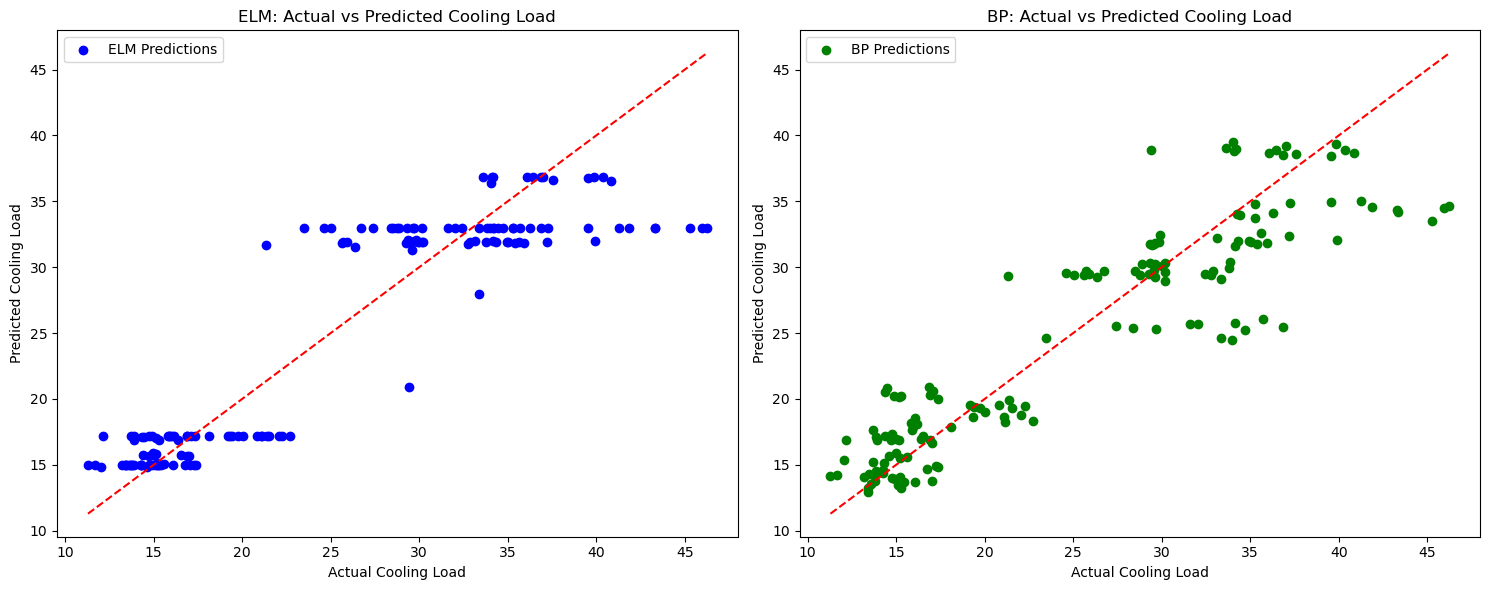 ELM: Actual vs Predicted Cooling Load
ELM Predictions
45
40
35
30
25
20
15
10
Predicted Cooling Load
10 15 20 25 30 35 40 45
Actual Cooling Load
BP: Actual vs Predicted Cooling Load
BP Predictions
45
40
35
30
25
20
15
10
Predicted Cooling Load
10 15 20 25 30 35 40 45
Actual Cooling Load